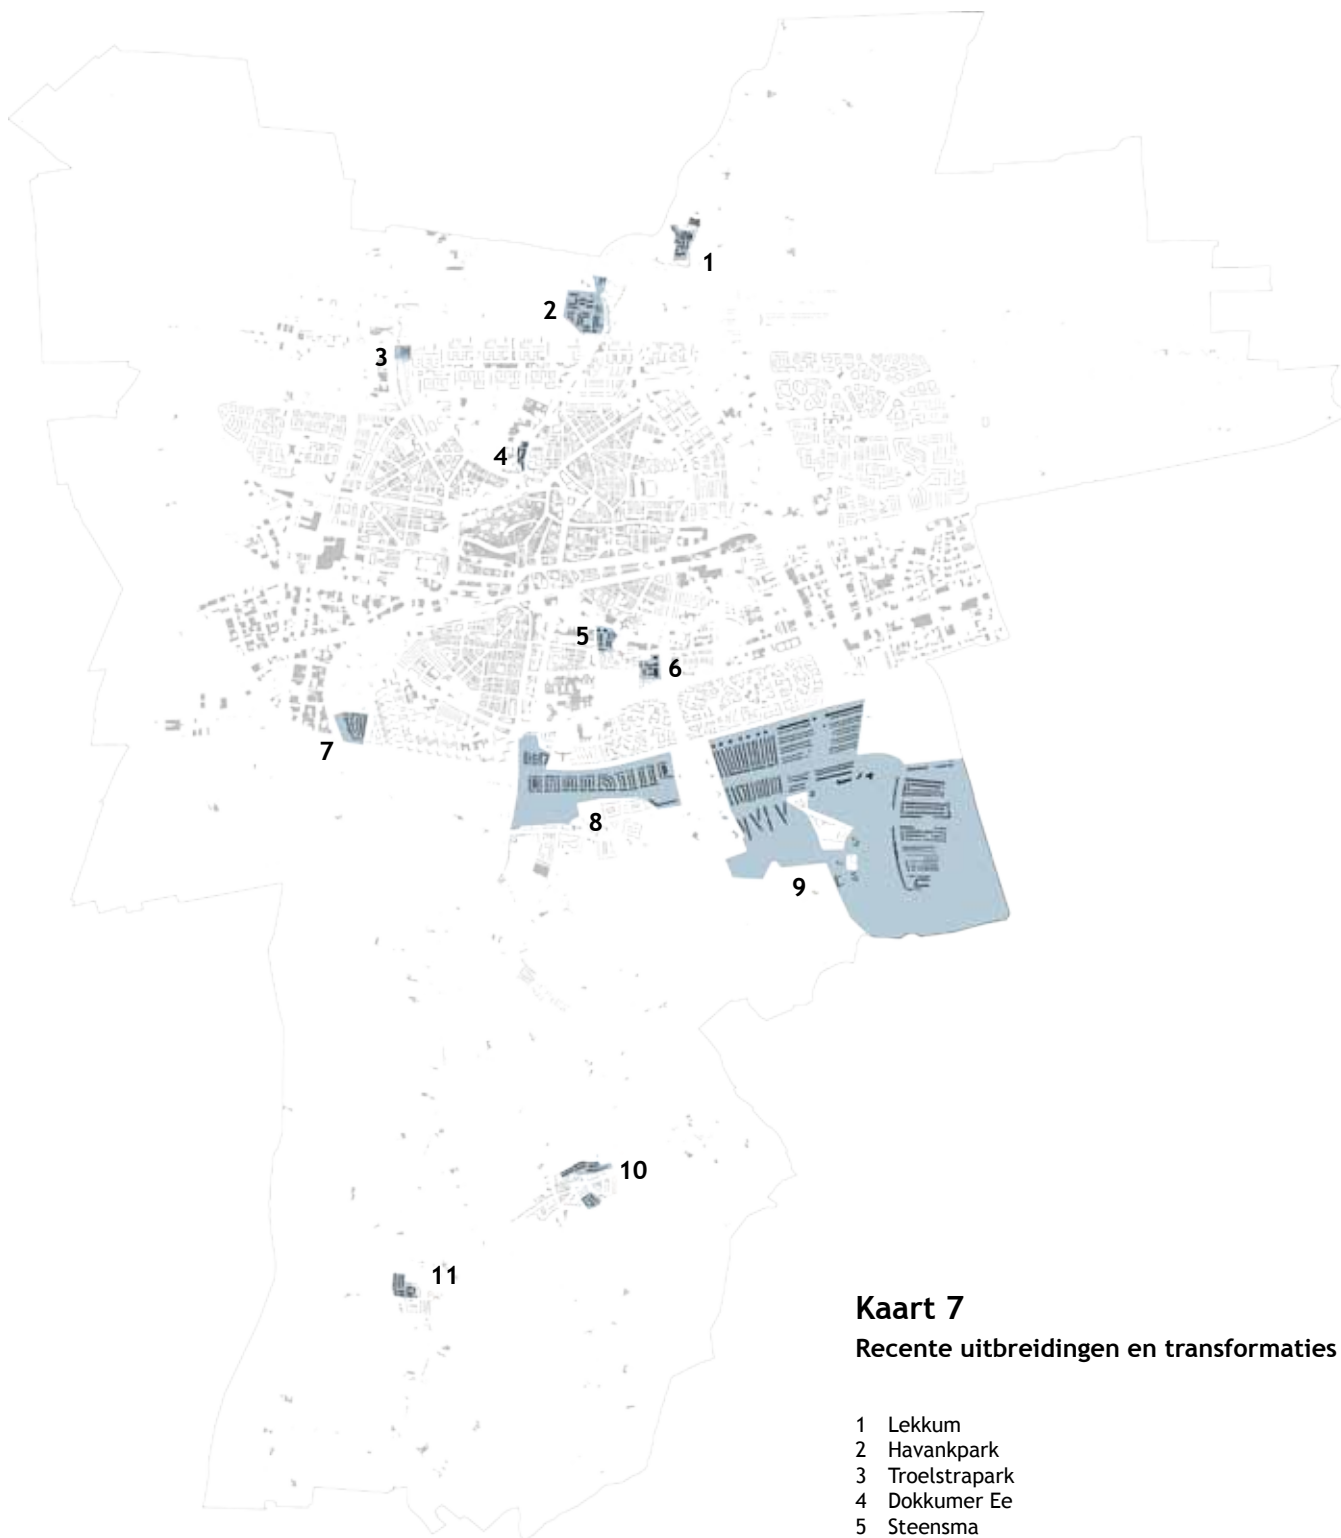 1
2
3
4
5
6
7
8
9
10
11
Kaart 7
Recente uitbreidingen en transformaties
1 Lekkum
2 Havankpark
3 Troelstrapark
4 Dokkumer Ee
5 Steensma